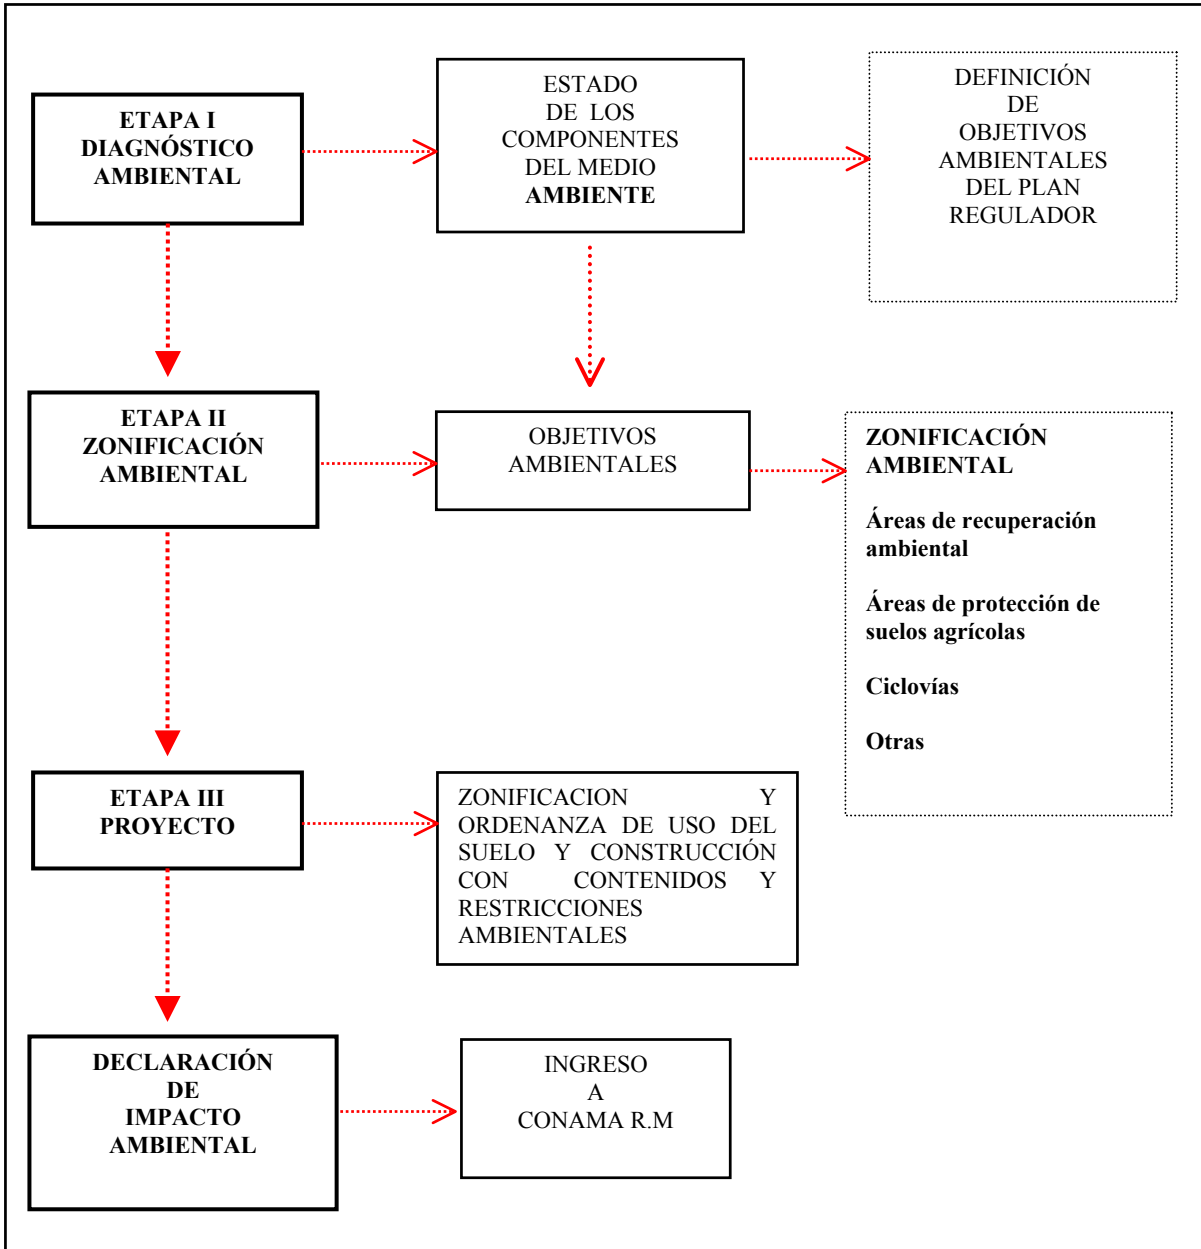 ETAPA I
DIAGNÓSTICO
AMBIENTAL
ESTADO
DE LOS
COMPONENTES
DEL MEDIO
AMBIENTE
DEFINICIÓN
DE
OBJETIVOS
AMBIENTALES
DEL PLAN
REGULADOR
ETAPA II
ZONIFICACIÓN
AMBIENTAL
OBJETIVOS
AMBIENTALES
ZONIFICACIÓN
AMBIENTAL
Áreas de recuperación
ambiental
Áreas de protección de
suelos agrícolas
Ciclovías
Otras
ETAPA III
PROYECTO
ZONIFICACION Y
ORDENANZA DE USO DEL
SUELO Y CONSTRUCCIÓN
CON CONTENIDOS Y
RESTRICCIONES
AMBIENTALES
DECLARACIÓN
DE
IMPACTO
AMBIENTAL
INGRESO
A
CONAMA R.M